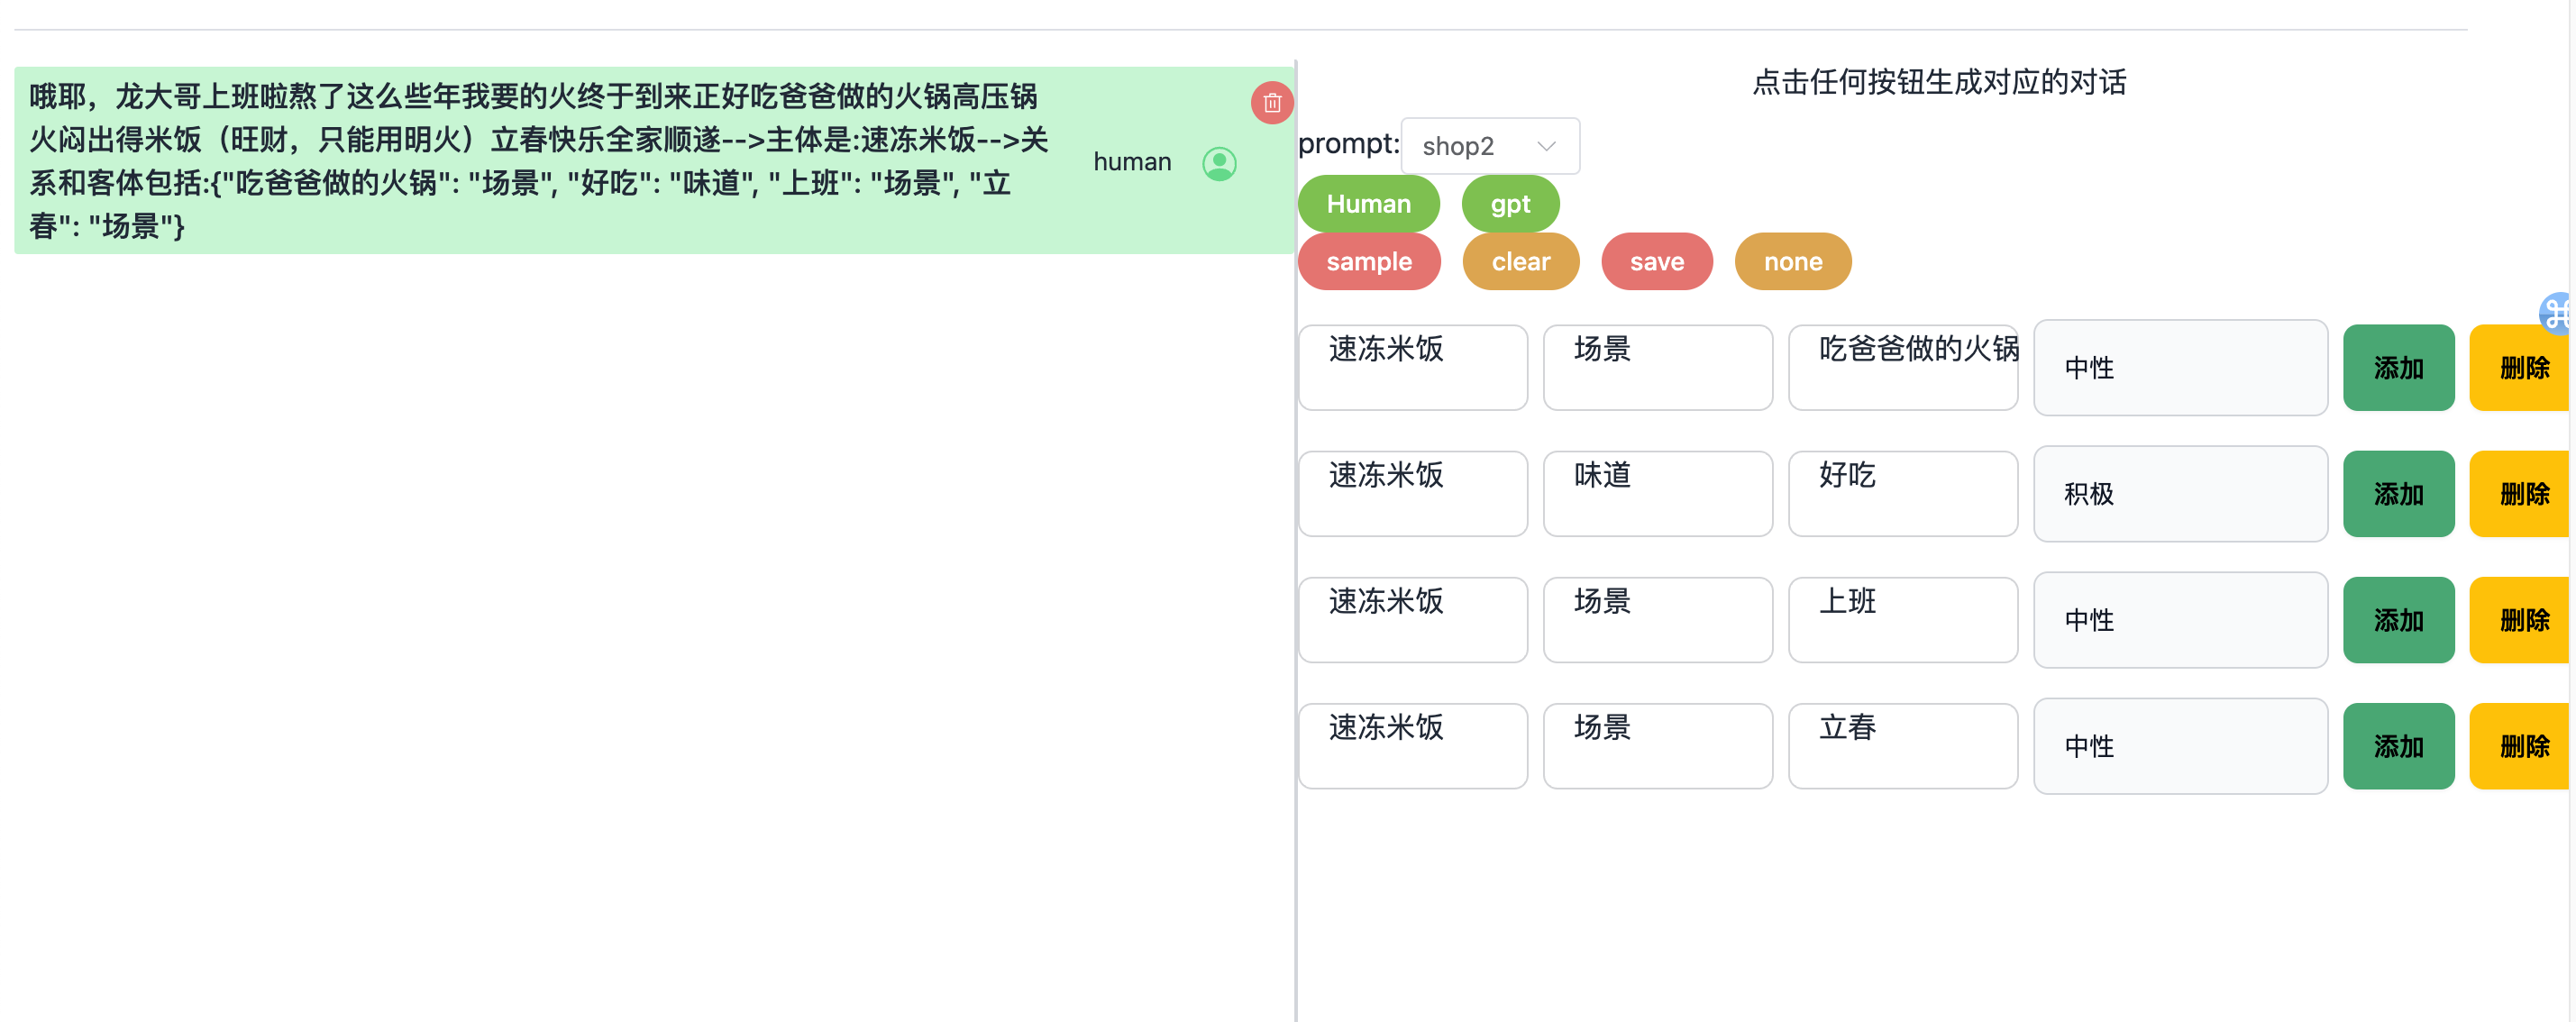 哦耶，龙大哥上班啦熬了这么些年我要的火终于到来正好吃爸爸做的火锅高压锅
火闷出得米饭（旺财，只能用明火）立春快乐全家顺遂-->主体是:速冻米饭-->关
系和客体包括:{"吃爸爸做的火锅": "场景", "好吃": "味道", "上班": "场景", "立
春": "场景"}
human
点击任何按钮生成对应的对话
prompt: shop2
Human gpt
sample clear save none
速冻米饭 场景 吃爸爸做的火锅 中性 添加 删除
速冻米饭 味道 好吃 积极 添加 删除
速冻米饭 场景 上班 中性 添加 删除
速冻米饭 场景 立春 中性 添加 删除